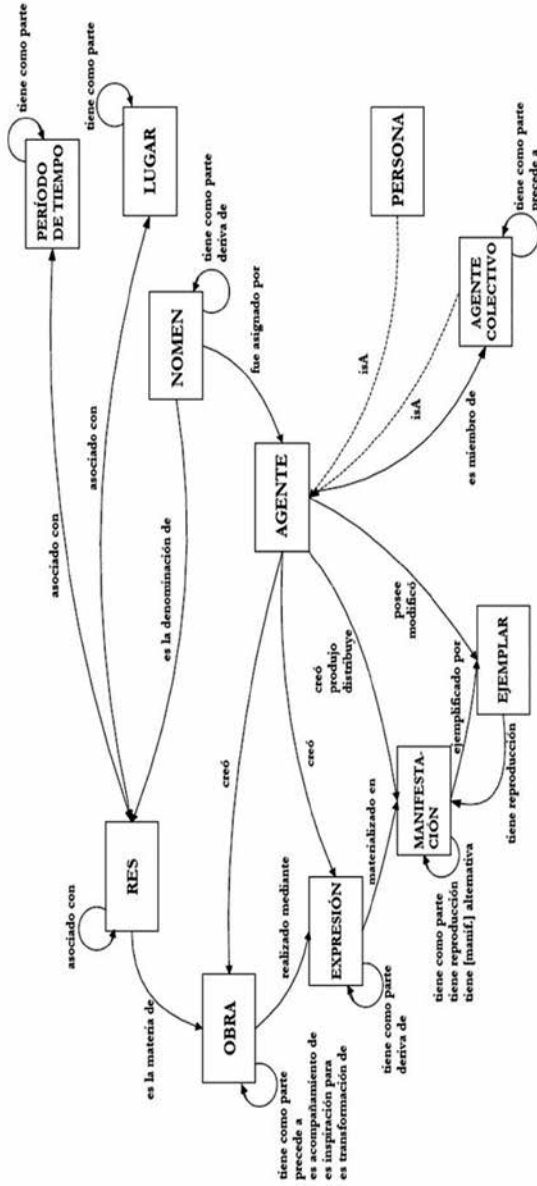 tiene como parte
PERÍODO
DE TIEMPO
tiene como parte
LUGAR
asociado con
asociado con
tiene como parte
deriva de
NOMEN
es la denominación de
fue asignado por
PERSONA
isA
tiene como parte
precede a
AGENTE
COLECTIVO
isA
es miembro de
AGENTE
asociado con
RES
es la materia de
creó
creó
creó
produjo
distribuye
posee
modificó
OBRA
tiene como parte
precede a
es acompañamiento de
es inspiración para
es transformación de
realizado mediante
EXPRESIÓN
tiene como parte
deriva de
materializado en
MANIFESTA-
CIÓN
tiene como parte
tiene reproducción
tiene [manif.] alternativa
ejemplificado por
EJEMPLAR
tiene reproducción